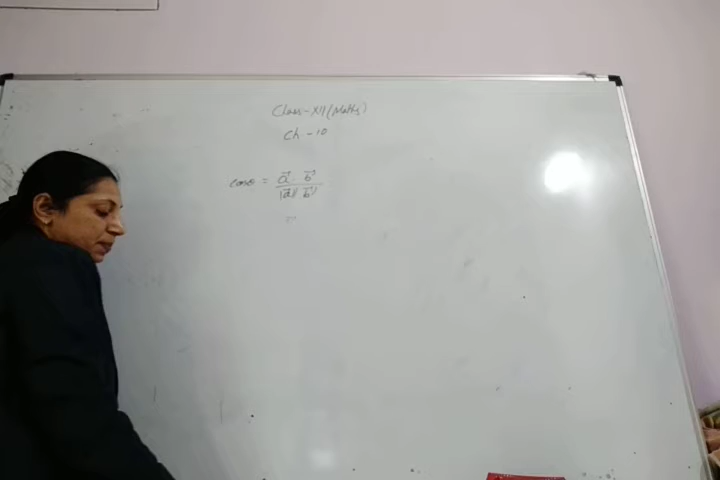 Class-XII (Maths)
Ch-10
cosθ = a⃗ b⃗ / |a⃗| |b⃗|